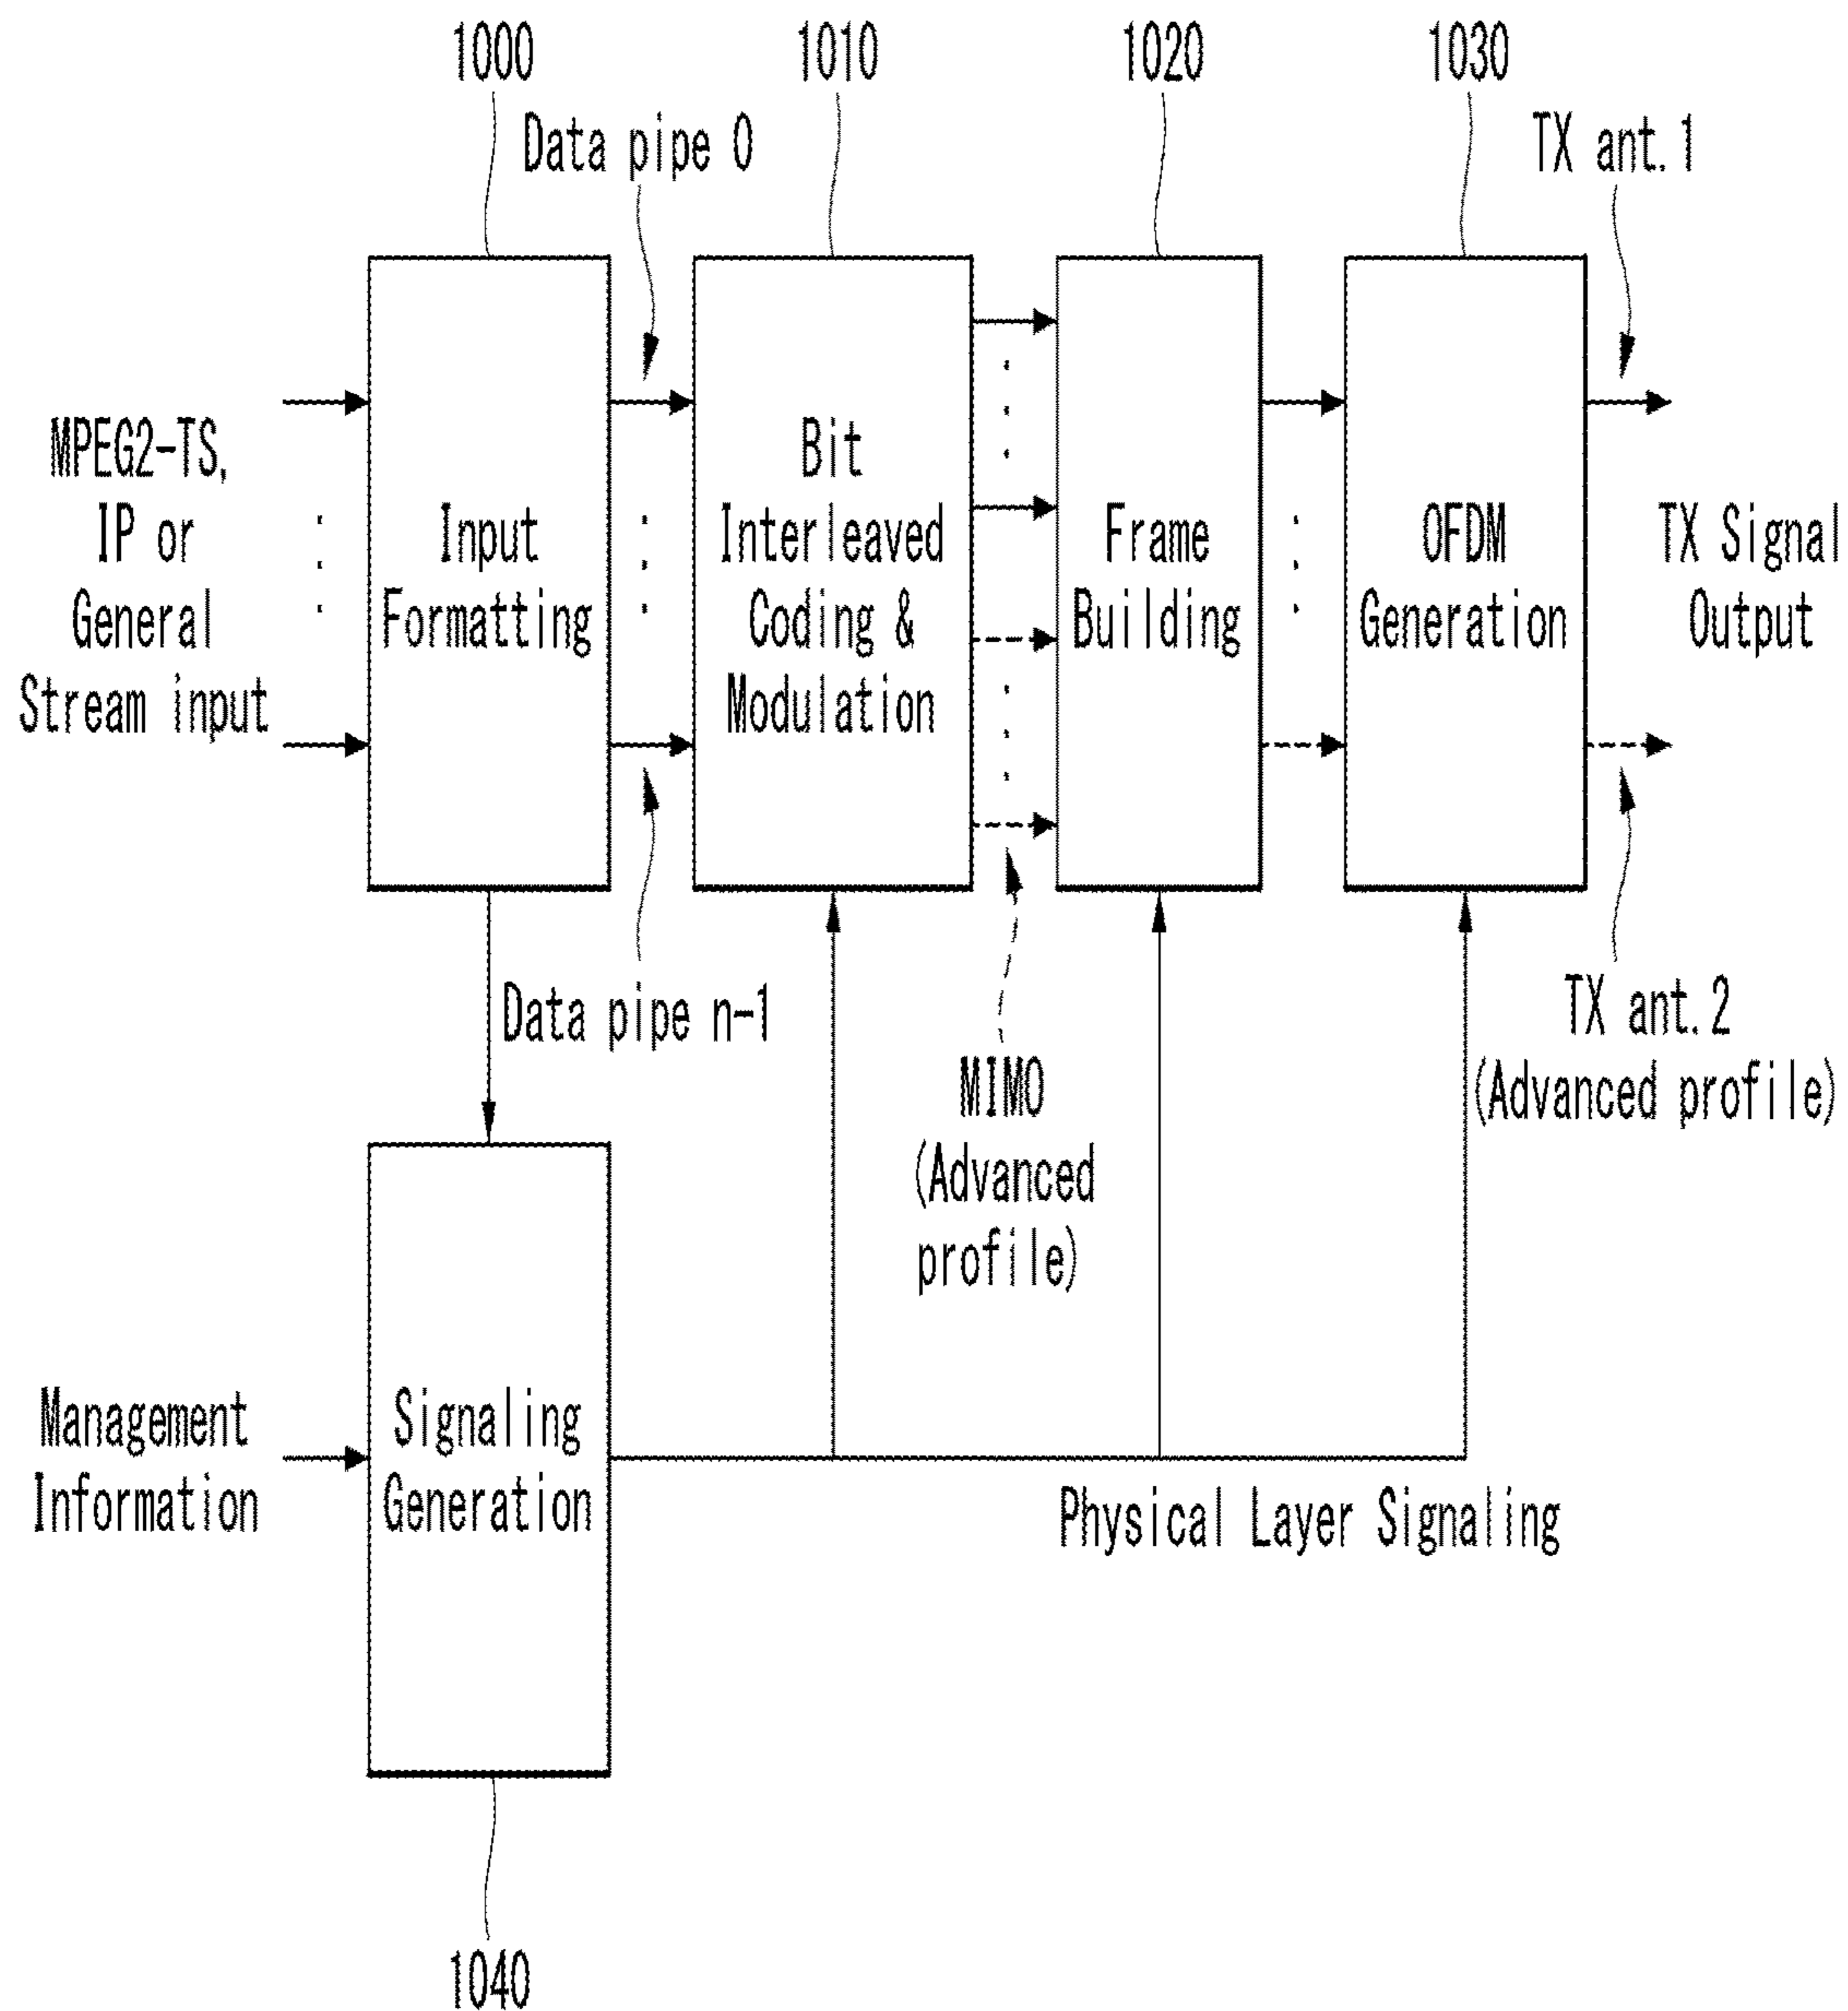 1000
1010
1020
1030
Data pipe 0
TX ant.1
MPEG2-TS,
IP or
General
Stream input
Input
Formatting
Bit
Interleaved
Coding &
Modulation
Frame
Building
OFDM
Generation
TX Signal
Output
Data pipe n-1
MIMO
(Advanced
profile)
TX ant.2
(Advanced profile)
Management
Information
Signaling
Generation
Physical Layer Signaling
1040